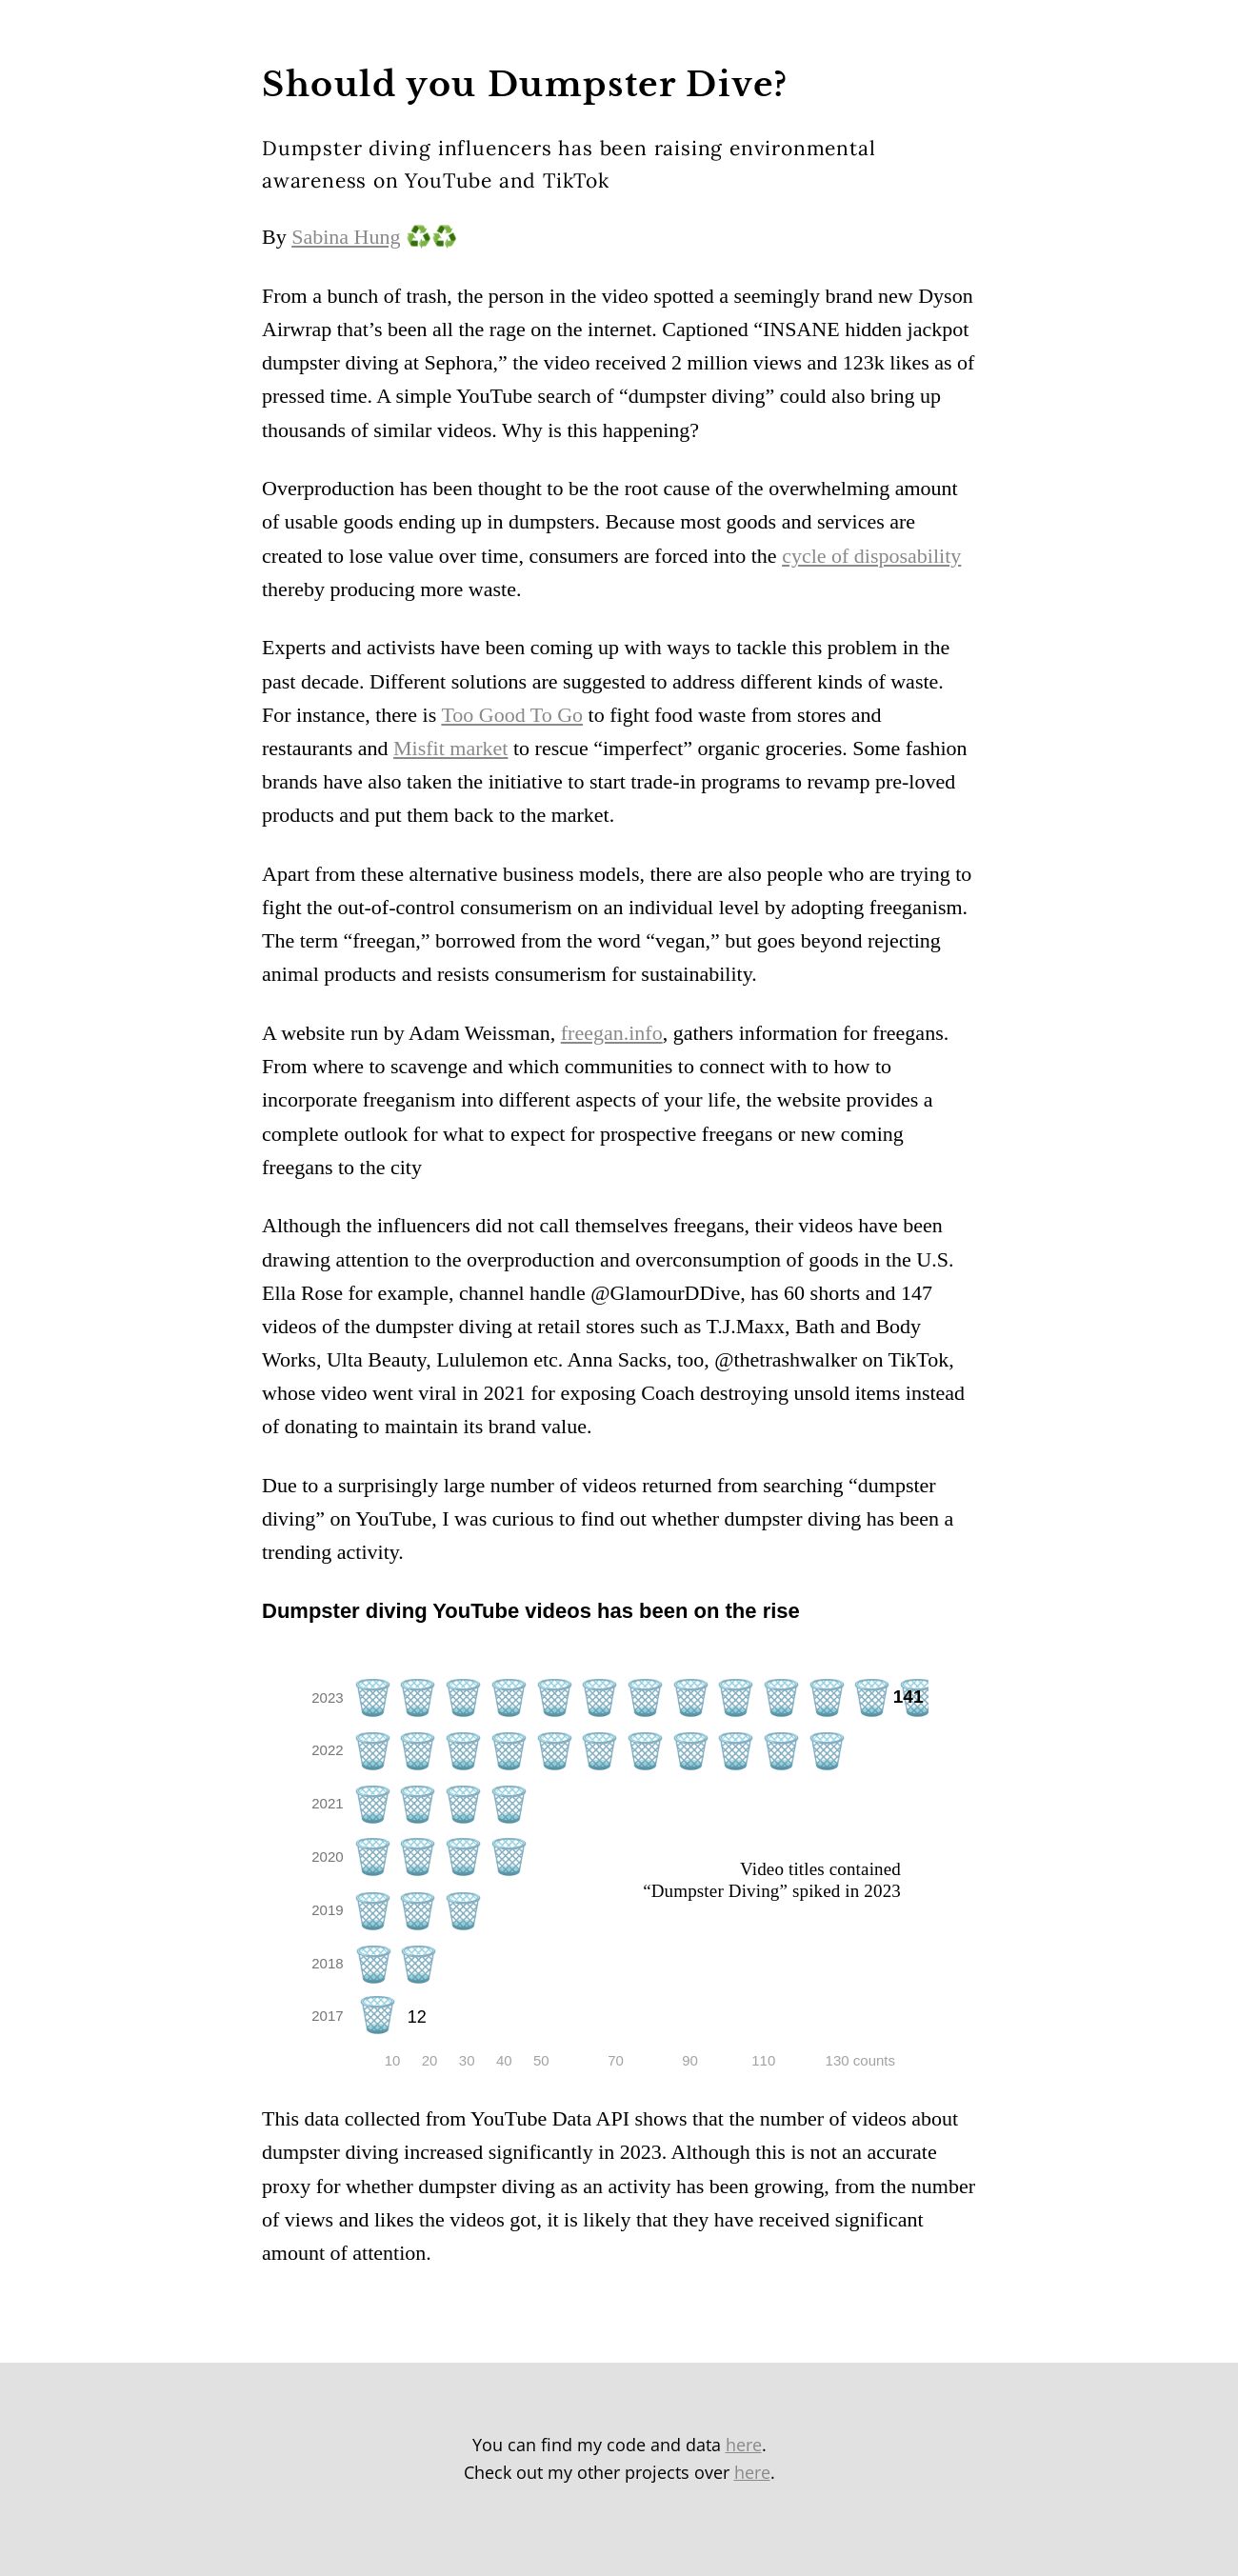 Should you Dumpster Dive?
Dumpster diving influencers has been raising environmental
awareness on YouTube and TikTok
By Sabina Hung ♻️♻️
From a bunch of trash, the person in the video spotted a seemingly brand new Dyson
Airwrap that’s been all the rage on the internet. Captioned “INSANE hidden jackpot
dumpster diving at Sephora,” the video received 2 million views and 123k likes as of
pressed time. A simple YouTube search of “dumpster diving” could also bring up
thousands of similar videos. Why is this happening?
Overproduction has been thought to be the root cause of the overwhelming amount
of usable goods ending up in dumpsters. Because most goods and services are
created to lose value over time, consumers are forced into the cycle of disposability
thereby producing more waste.
Experts and activists have been coming up with ways to tackle this problem in the
past decade. Different solutions are suggested to address different kinds of waste.
For instance, there is Too Good To Go to fight food waste from stores and
restaurants and Misfit market to rescue “imperfect” organic groceries. Some fashion
brands have also taken the initiative to start trade-in programs to revamp pre-loved
products and put them back to the market.
Apart from these alternative business models, there are also people who are trying to
fight the out-of-control consumerism on an individual level by adopting freeganism.
The term “freegan,” borrowed from the word “vegan,” but goes beyond rejecting
animal products and resists consumerism for sustainability.
A website run by Adam Weissman, freegan.info, gathers information for freegans.
From where to scavenge and which communities to connect with to how to
incorporate freeganism into different aspects of your life, the website provides a
complete outlook for what to expect for prospective freegans or new coming
freegans to the city
Although the influencers did not call themselves freegans, their videos have been
drawing attention to the overproduction and overconsumption of goods in the U.S.
Ella Rose for example, channel handle @GlamourDDive, has 60 shorts and 147
videos of the dumpster diving at retail stores such as T.J.Maxx, Bath and Body
Works, Ulta Beauty, Lululemon etc. Anna Sacks, too, @thetrashwalker on TikTok,
whose video went viral in 2021 for exposing Coach destroying unsold items instead
of donating to maintain its brand value.
Due to a surprisingly large number of videos returned from searching “dumpster
diving” on YouTube, I was curious to find out whether dumpster diving has been a
trending activity.
Dumpster diving YouTube videos has been on the rise
2023 141
2022
2021
2020
Video titles contained
“Dumpster Diving” spiked in 2023
2019
2018
2017 12
10 20 30 40 50 70 90 110 130 counts
This data collected from YouTube Data API shows that the number of videos about
dumpster diving increased significantly in 2023. Although this is not an accurate
proxy for whether dumpster diving as an activity has been growing, from the number
of views and likes the videos got, it is likely that they have received significant
amount of attention.
You can find my code and data here.
Check out my other projects over here.